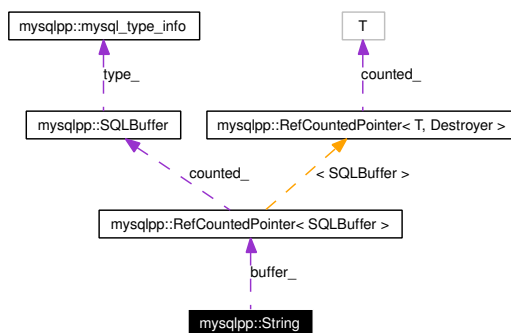 mysqlpp::mysql_type_info
T
type_
counted_
mysqlpp::SQLBuffer
mysqlpp::RefCountedPointer< T, Destroyer >
counted_
< SQLBuffer >
mysqlpp::RefCountedPointer< SQLBuffer >
buffer_
mysqlpp::String